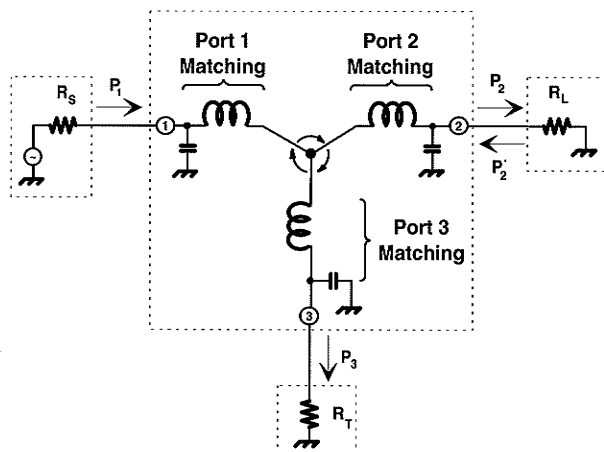 Port 1
Matching
Port 2
Matching
R_S
P_1
P_2
R_L
~
1
2
P_2'
Port 3
Matching
3
P_3
R_T